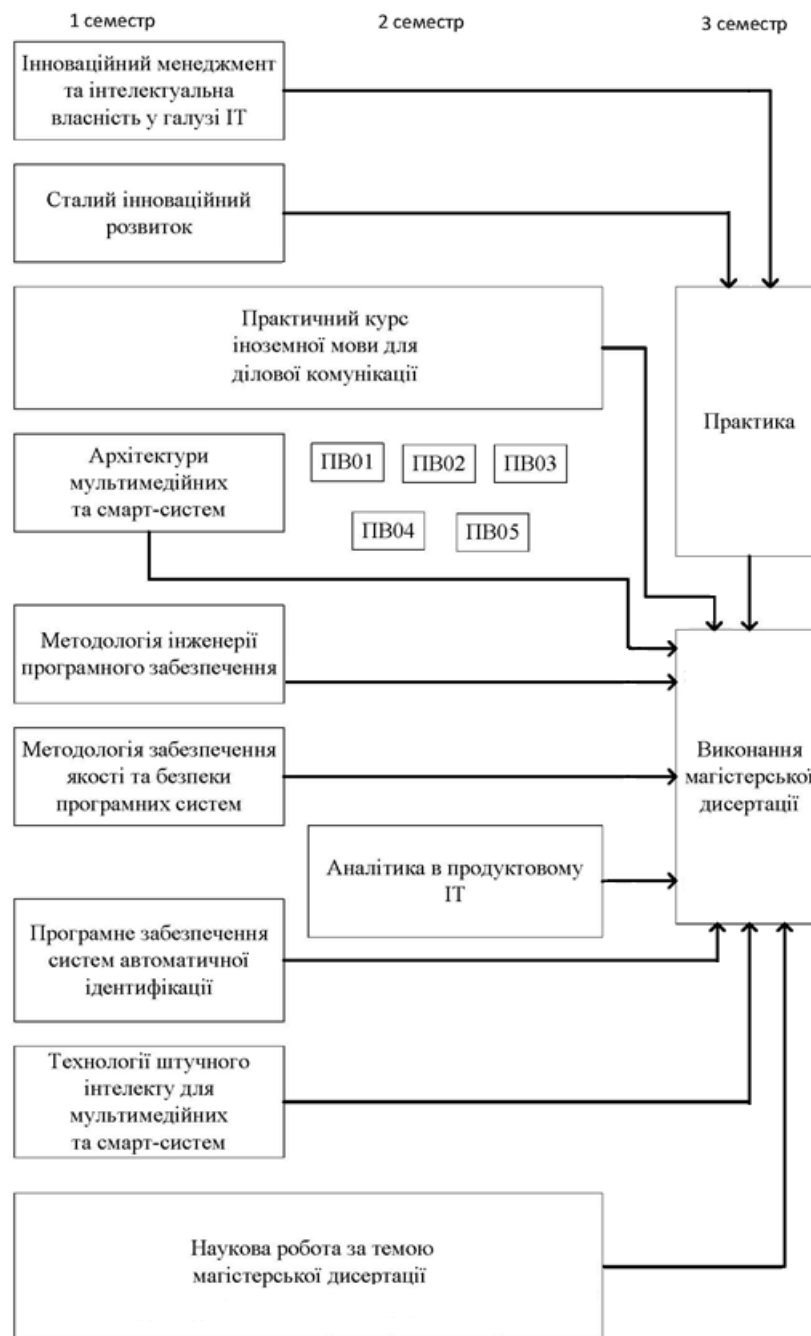 1 семестр
2 семестр
3 семестр
Інноваційний менеджмент
та інтелектуальна
власність у галузі ІТ
Сталий інноваційний
розвиток
Практичний курс
іноземної мови для
ділової комунікації
Практика
Архітектури
мультимедійних
та смарт-систем
ПВ01
ПВ02
ПВ03
ПВ04
ПВ05
Методологія інженерії
програмного забезпечення
Методологія забезпечення
якості та безпеки
програмних систем
Виконання
магістерської
дисертації
Аналітика в продуктовому
ІТ
Програмне забезпечення
систем автоматичної
ідентифікації
Технології штучного
інтелекту для
мультимедійних
та смарт-систем
Наукова робота за темою
магістерської дисертації